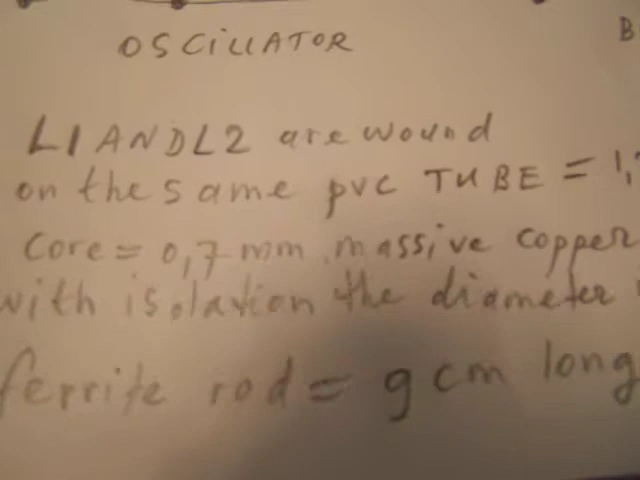 OSCillATOR
B
L1 AND L2 are wound
on the same pvc TUBE = 1,
Core = 0,7 mm massive copper
with isolation the diameter
ferrite rod = 9 cm long